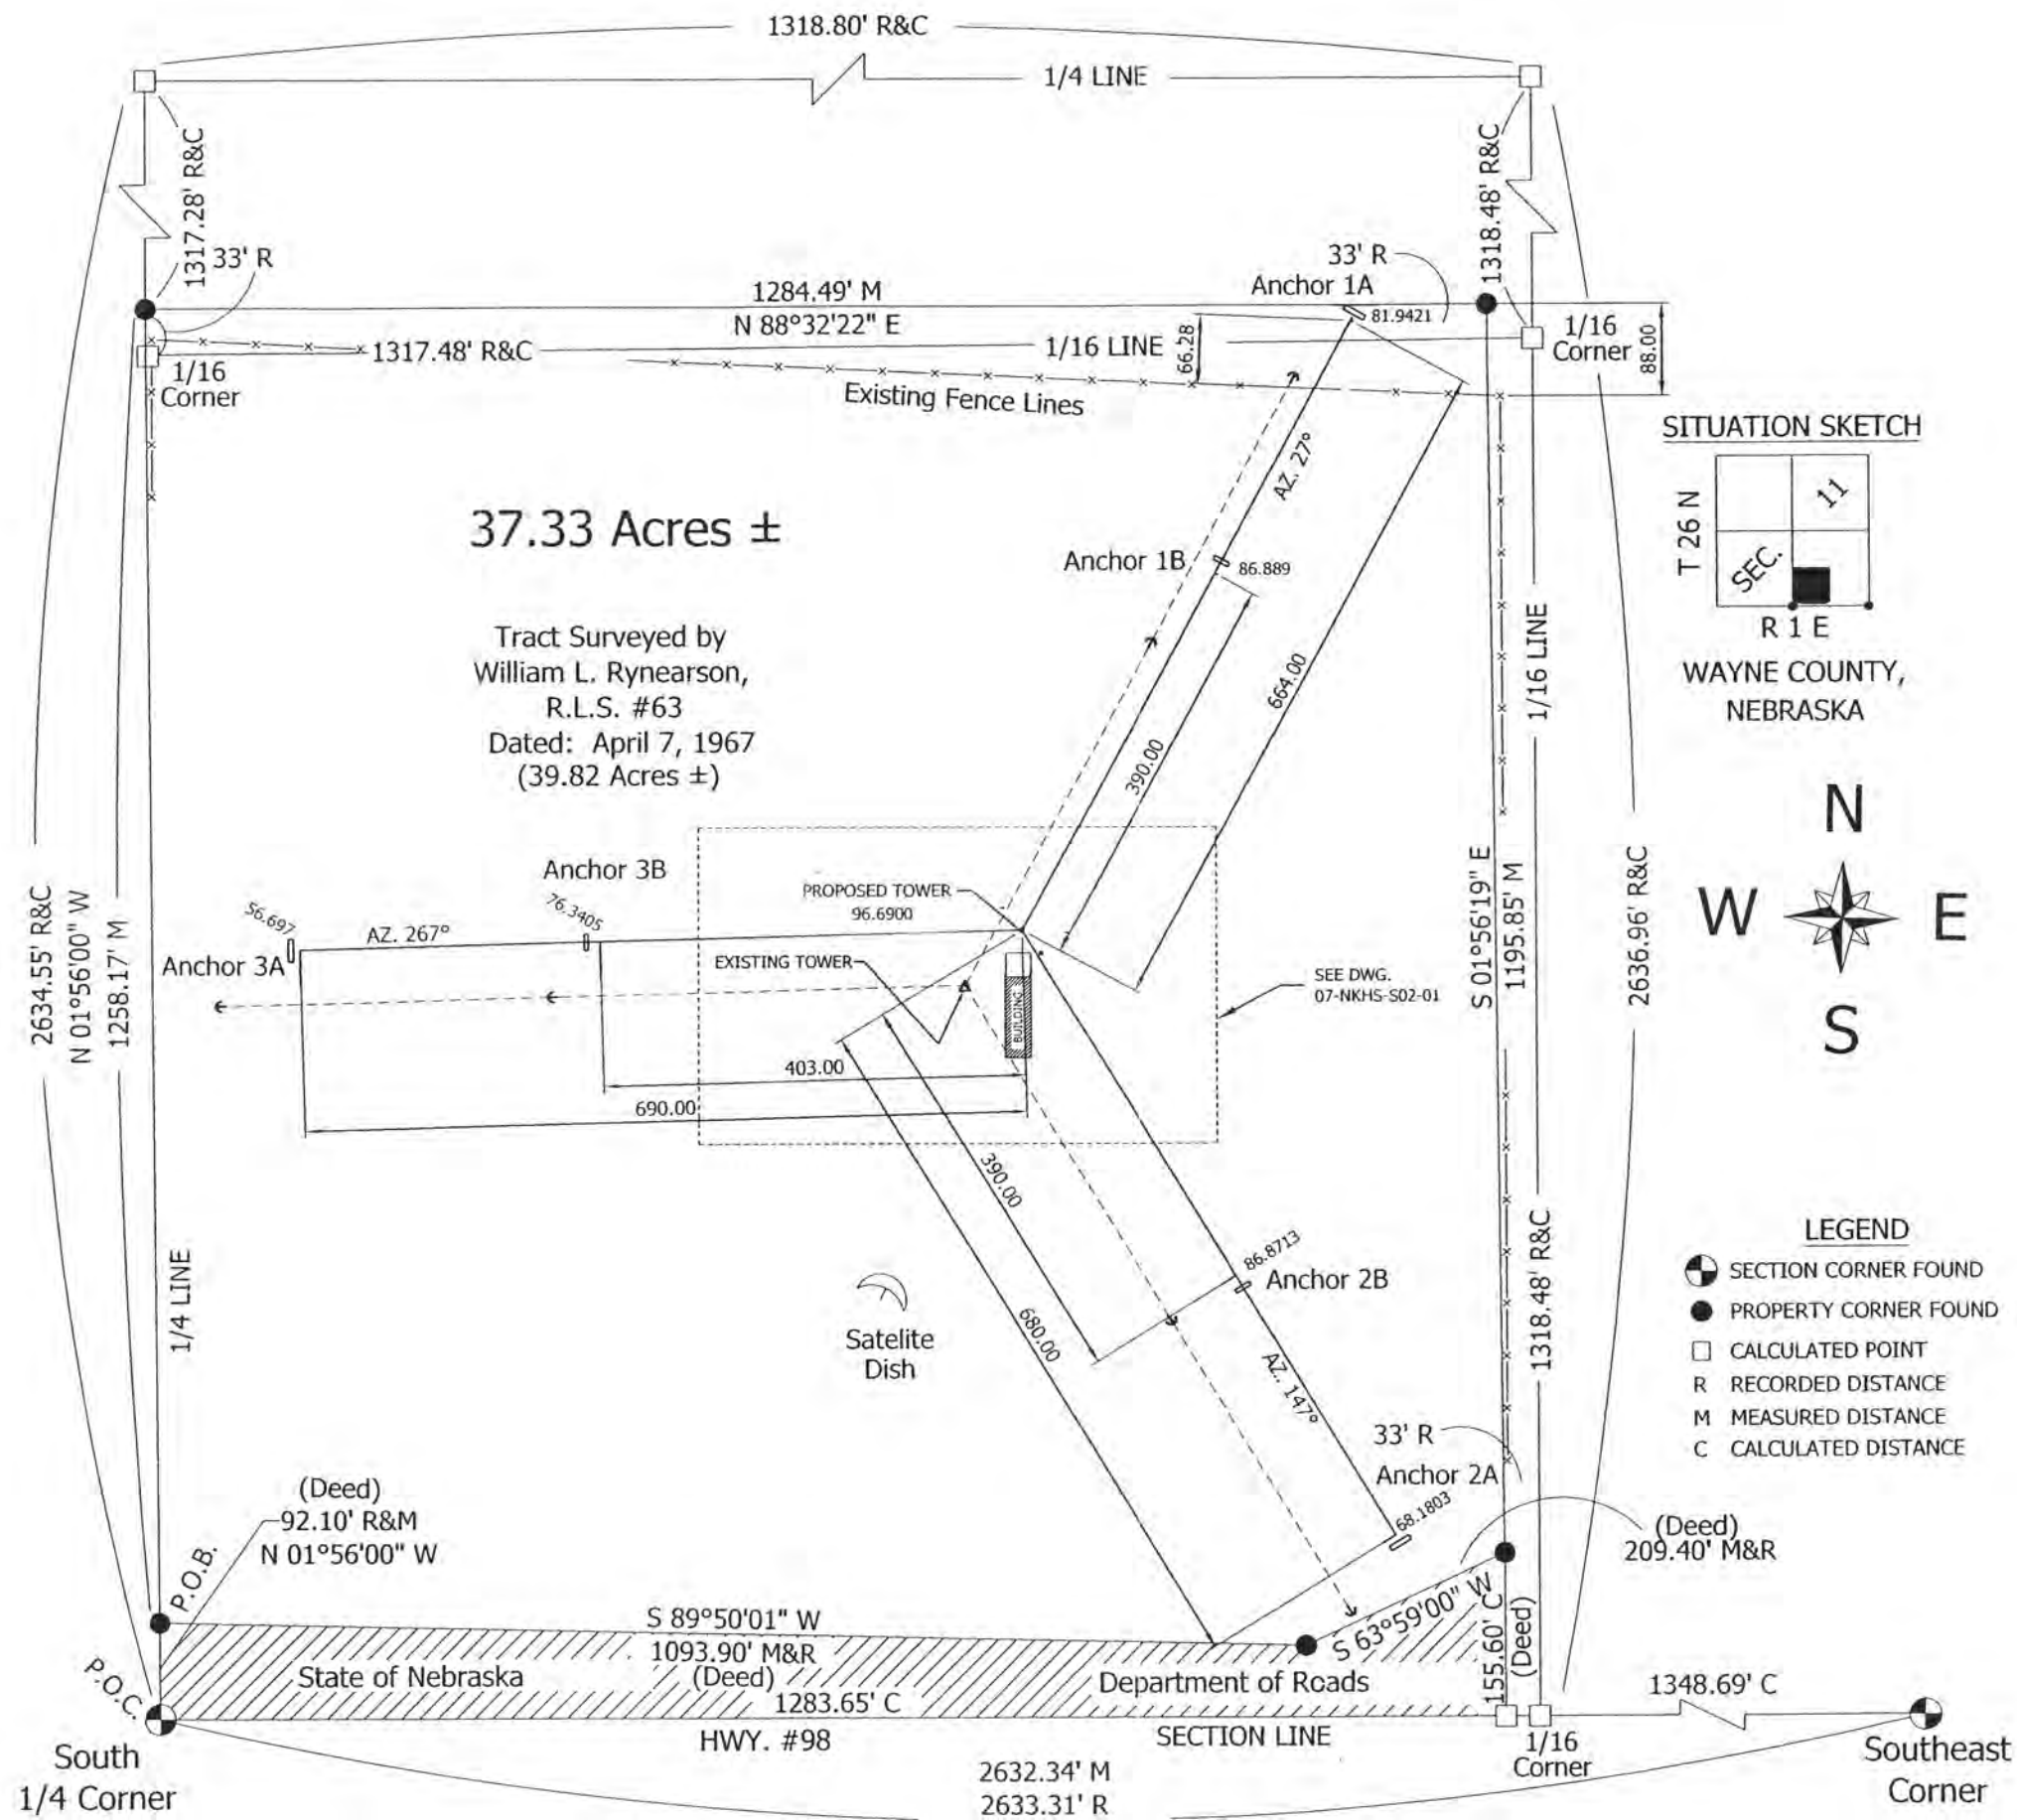 1318.80' R&C
1/4 LINE
1317.28' R&C
33' R
1284.49' M
N 88°32'22" E
33' R
Anchor 1A
81.9421
1318.48' R&C
1317.48' R&C
1/16 LINE
66.28
1/16
Corner
1/16
Corner
88.00
Existing Fence Lines
SITUATION SKETCH
T 26 N
SEC.
11
R 1 E
WAYNE COUNTY,
NEBRASKA
37.33 Acres ±
Tract Surveyed by
William L. Rynearson,
R.L.S. #63
Dated: April 7, 1967
(39.82 Acres ±)
AZ. 27°
Anchor 1B
86.889
390.00
664.00
1/16 LINE
N
W
E
S
2634.55' R&C
N 01°56'00" W
1258.17' M
Anchor 3B
76.3405
56.697
Anchor 3A
AZ. 267°
PROPOSED TOWER
96.6900
EXISTING TOWER
BUILDING
SEE DWG.
07-NKHS-S02-01
S 01°56'19" E
1195.85' M
2636.96' R&C
403.00
690.00
390.00
680.00
86.8713
Anchor 2B
AZ.. 147°
Satelite
Dish
1/4 LINE
1318.48' R&C
LEGEND
SECTION CORNER FOUND
PROPERTY CORNER FOUND
CALCULATED POINT
R RECORDED DISTANCE
M MEASURED DISTANCE
C CALCULATED DISTANCE
33' R
Anchor 2A
68.1803
(Deed)
209.40' M&R
(Deed)
92.10' R&M
N 01°56'00" W
P.O.B.
P.O.C.
S 89°50'01" W
1093.90' M&R
(Deed)
State of Nebraska
Department of Roads
S 63°59'00" W
155.60' C
(Deed)
1283.65' C
HWY. #98
SECTION LINE
1348.69' C
South
1/4 Corner
1/16
Corner
Southeast
Corner
2632.34' M
2633.31' R